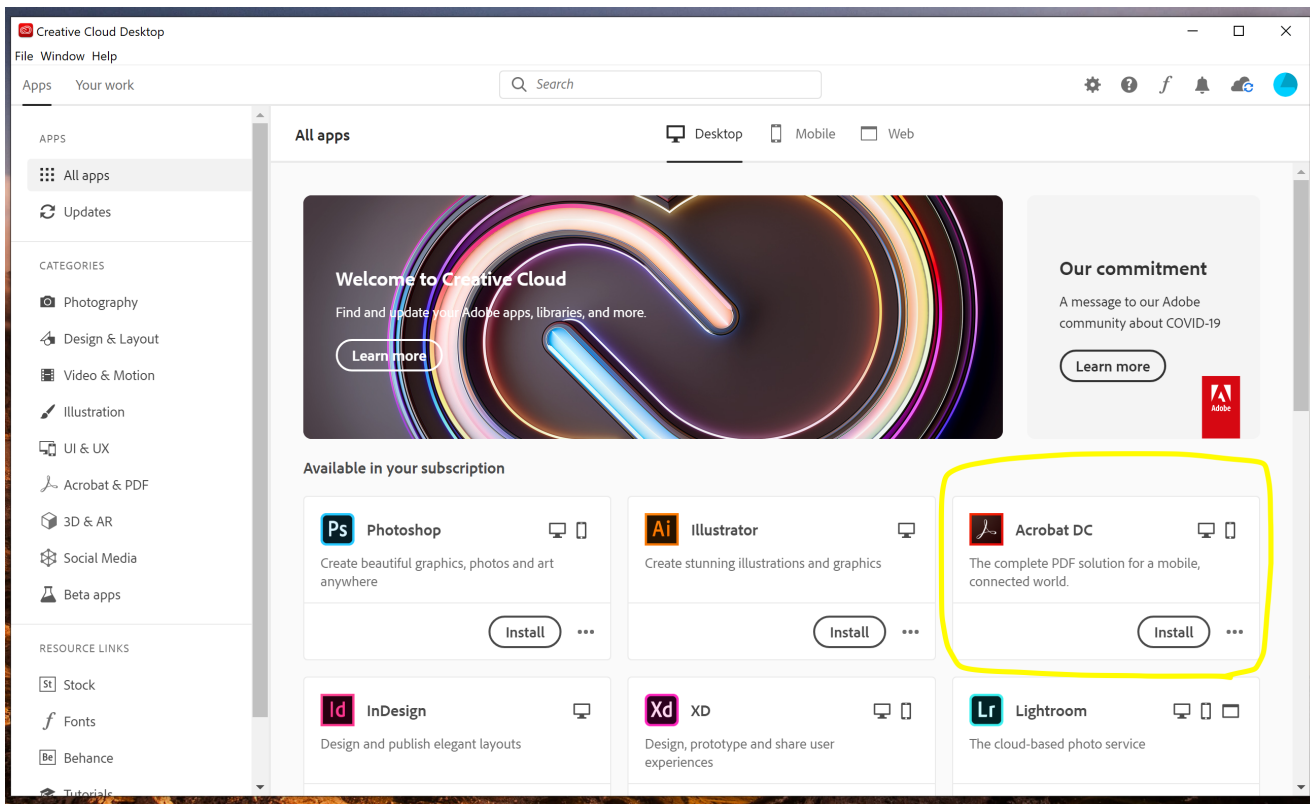 Creative Cloud Desktop
File Window Help
Apps Your work
Search
APPS
All apps
Updates
CATEGORIES
Photography
Design & Layout
Video & Motion
Illustration
UI & UX
Acrobat & PDF
3D & AR
Social Media
Beta apps
RESOURCE LINKS
St Stock
Fonts
Be Behance
Tutorials
All apps
Desktop Mobile Web
Welcome to Creative Cloud
Find and update your Adobe apps, libraries, and more.
Learn more
Our commitment
A message to our Adobe
community about COVID-19
Learn more
Adobe
Available in your subscription
Ps Photoshop
Create beautiful graphics, photos and art
anywhere
Install
Ai Illustrator
Create stunning illustrations and graphics
Install
Acrobat DC
The complete PDF solution for a mobile,
connected world.
Install
Id InDesign
Design and publish elegant layouts
Xd XD
Design, prototype and share user
experiences
Lr Lightroom
The cloud-based photo service